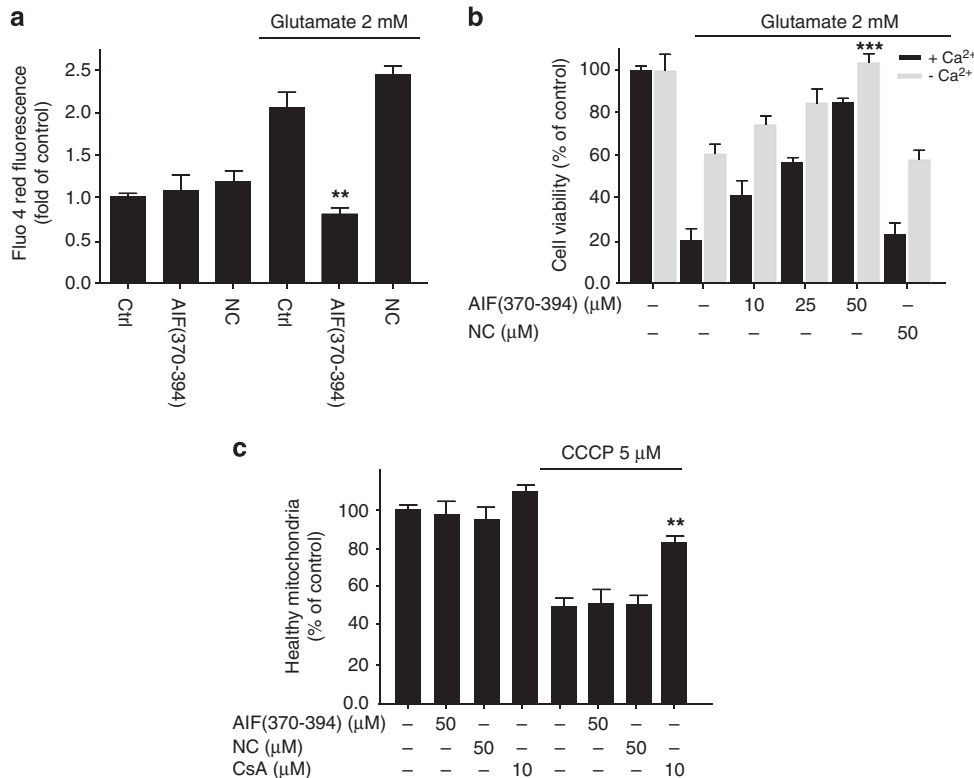 a
Glutamate 2 mM
Fluo 4 red fluorescence
(fold of control)
2.5
2.0
1.5
1.0
0.5
0.0
**
Ctrl
AIF(370-394)
NC
Ctrl
AIF(370-394)
NC
b
Glutamate 2 mM
Cell viability (% of control)
100
80
60
40
20
0.0
***
+ Ca²⁺
- Ca²⁺
AIF(370-394) (μM) – – 10 25 50 –
NC (μM) – – – – – 50
c
CCCP 5 μM
Healthy mitochondria
(% of control)
100
80
60
40
20
0.0
**
AIF(370-394) (μM) – 50 – – – 50 – –
NC (μM) – – 50 – – – 50 –
CsA (μM) – – – 10 – – – 10